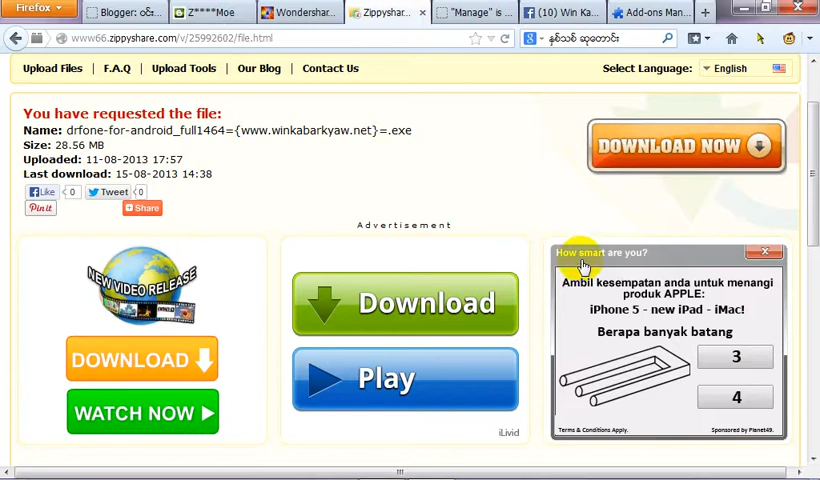 Firefox
Blogger: ဝင်း...
Z****Moe
Wondershar...
Zippyshar...
"Manage" is ...
(10) Win Ka...
Add-ons Man...
www66.zippyshare.com/v/25992602/file.html
နှစ်သစ် ဆုတောင်း
Upload Files F.A.Q Upload Tools Our Blog Contact Us Select Language: English
You have requested the file:
Name: drfone-for-android_full1464={www.winkabarkyaw.net}=.exe
Size: 28.56 MB
Uploaded: 11-08-2013 17:57
Last download: 15-08-2013 14:38
DOWNLOAD NOW
Like 0 Tweet 0
Pin it Share
Advertisement
NEW VIDEO RELEASE
DOWNLOAD
WATCH NOW
Download
Play
iLivid
How smart are you?
Ambil kesempatan anda untuk menangi
produk APPLE:
iPhone 5 - new iPad - iMac!
Berapa banyak batang
3
4
Terms & Conditions Apply. Sponsored by Planet49.